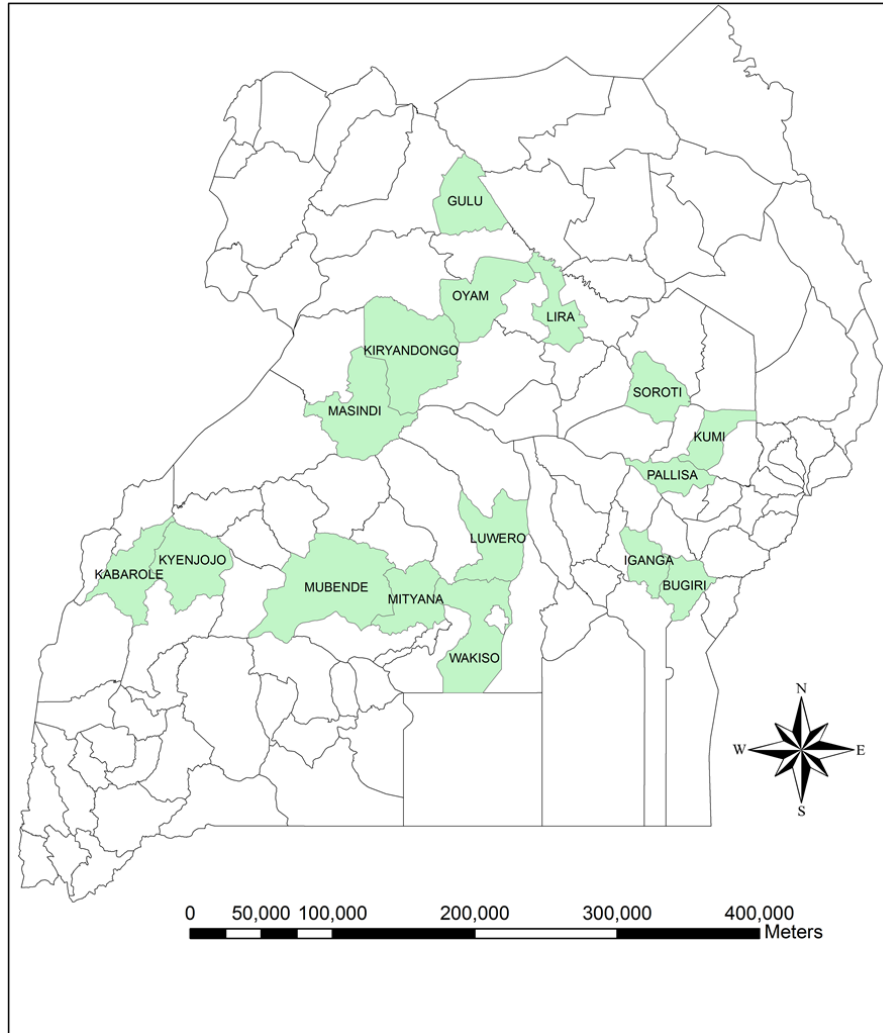 GULU
OYAM
LIRA
KIRYANDONGO
MASINDI
SOROTI
KUMI
PALLISA
LUWERO
KABAROLE
KYENJOJO
MUBENDE
MITYANA
IGANGA
BUGIRI
WAKISO
N
W
E
S
0 50,000 100,000 200,000 300,000 400,000
Meters